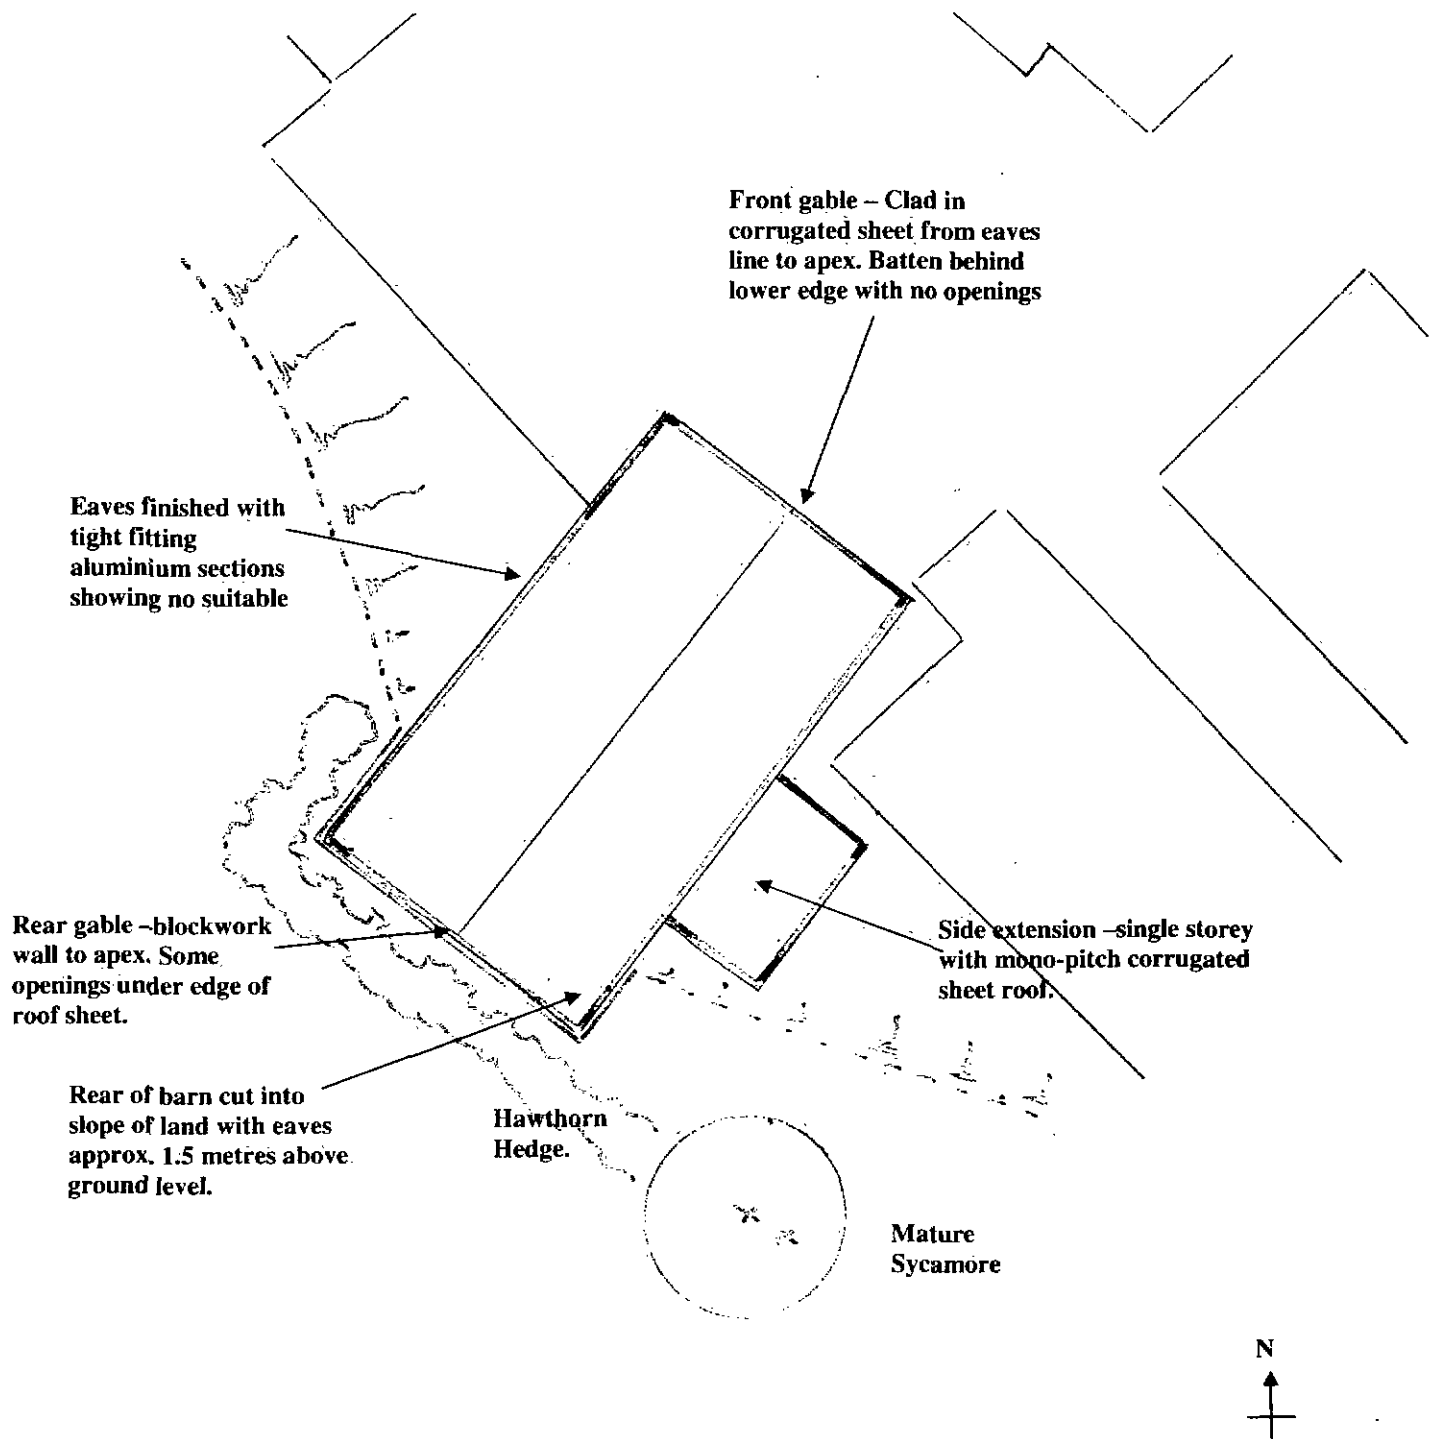 Front gable – Clad in
corrugated sheet from eaves
line to apex. Batten behind
lower edge with no openings
Eaves finished with
tight fitting
aluminium sections
showing no suitable
Rear gable –blockwork
wall to apex. Some
openings under edge of
roof sheet.
Side extension –single storey
with mono-pitch corrugated
sheet roof.
Rear of barn cut into
slope of land with eaves
approx. 1.5 metres above
ground level.
Hawthorn
Hedge.
Mature
Sycamore
N